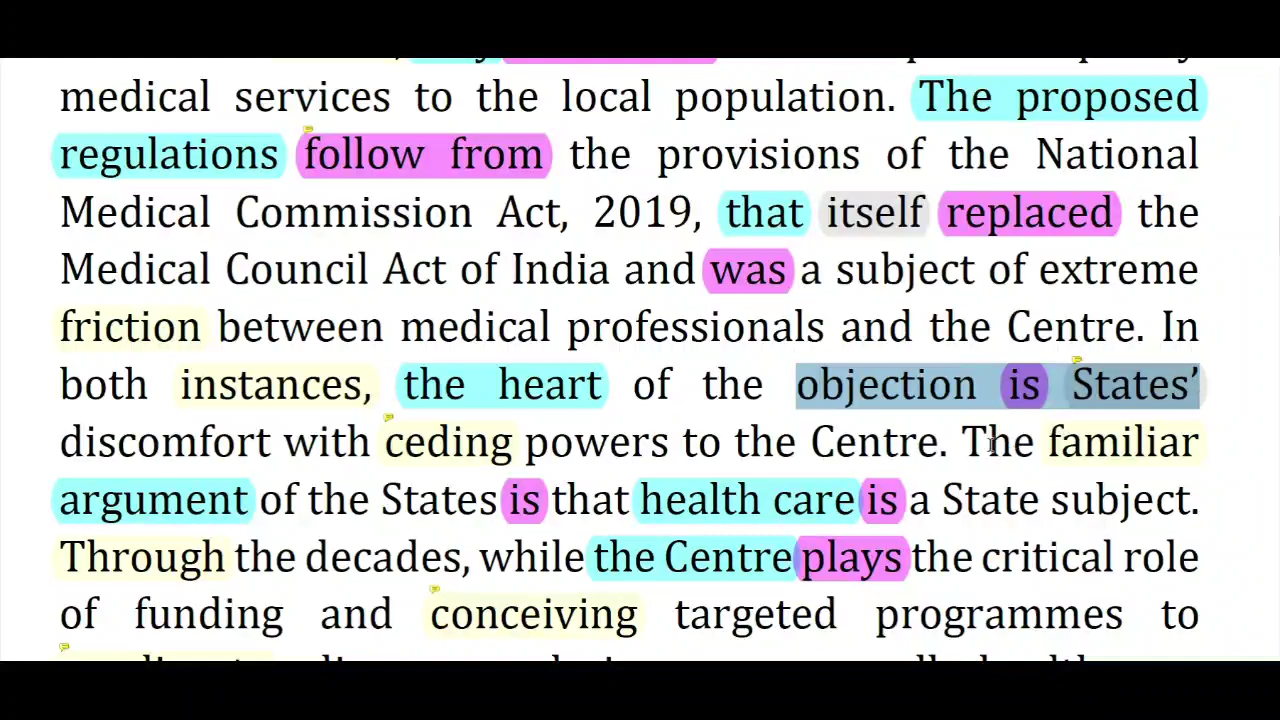 medical services to the local population. The proposed
regulations follow from the provisions of the National
Medical Commission Act, 2019, that itself replaced the
Medical Council Act of India and was a subject of extreme
friction between medical professionals and the Centre. In
both instances, the heart of the objection is States’
discomfort with ceding powers to the Centre. The familiar
argument of the States is that health care is a State subject.
Through the decades, while the Centre plays the critical role
of funding and conceiving targeted programmes to